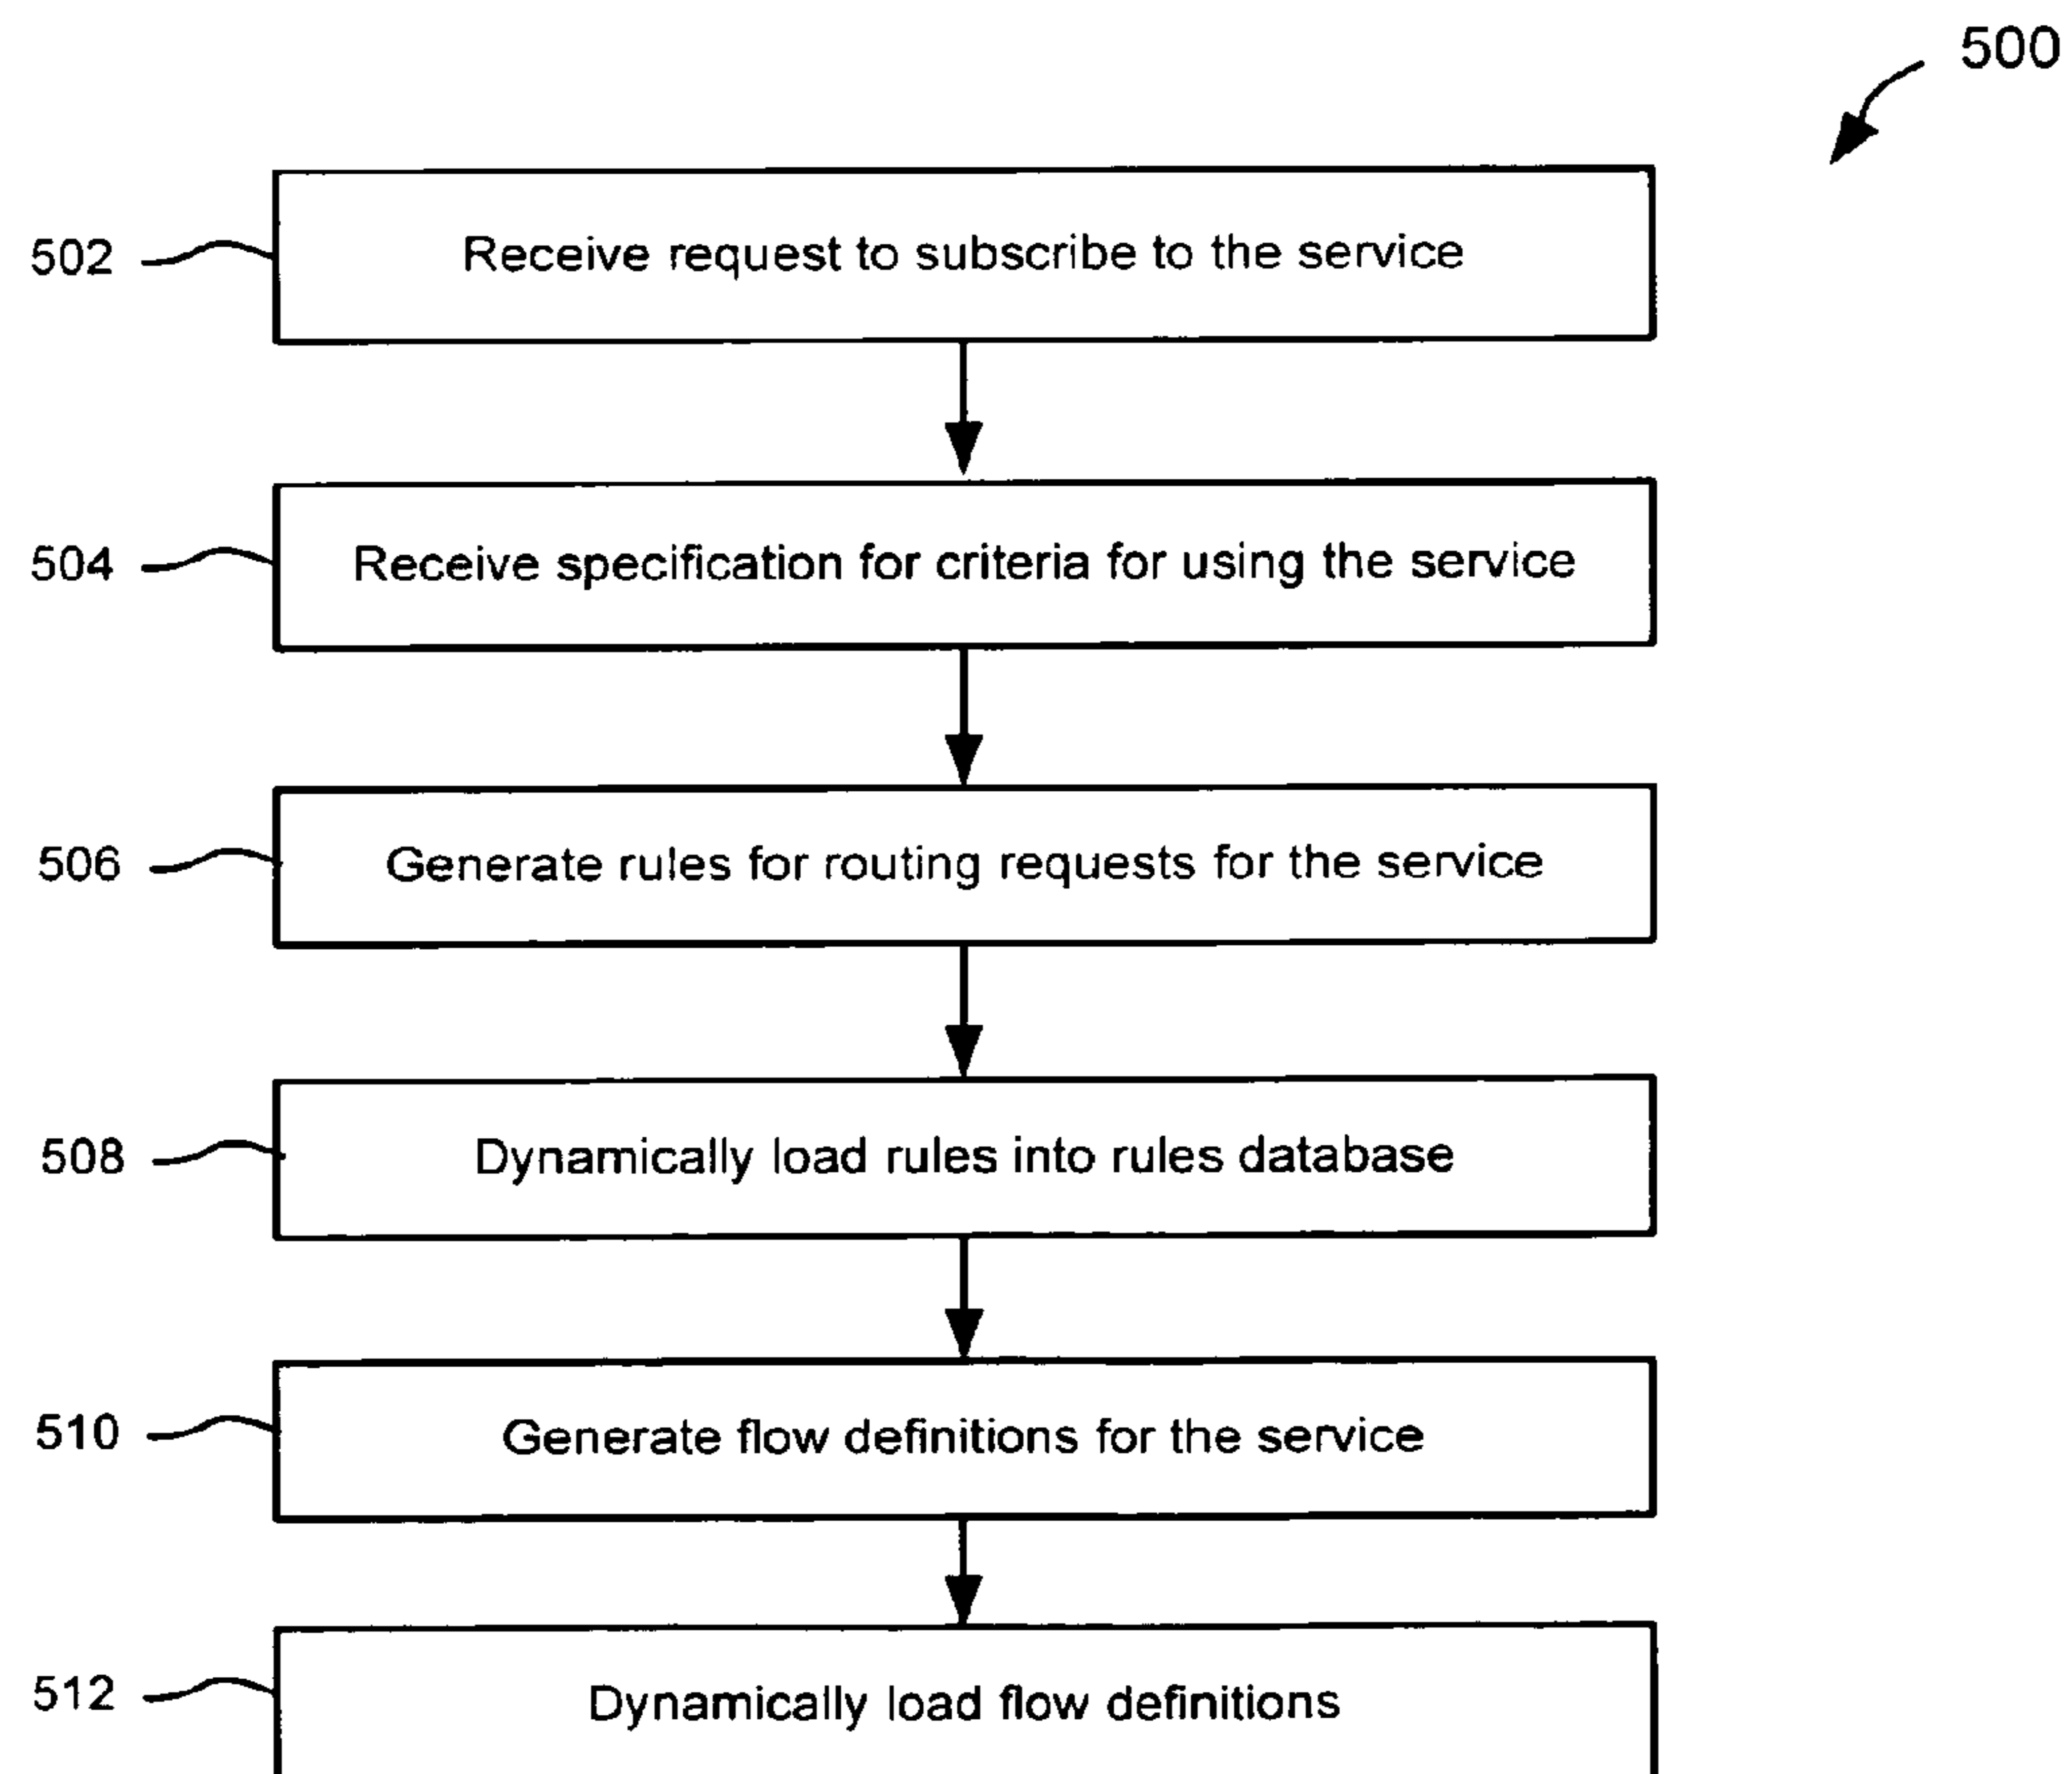 500
502 Receive request to subscribe to the service
504 Receive specification for criteria for using the service
506 Generate rules for routing requests for the service
508 Dynamically load rules into rules database
510 Generate flow definitions for the service
512 Dynamically load flow definitions